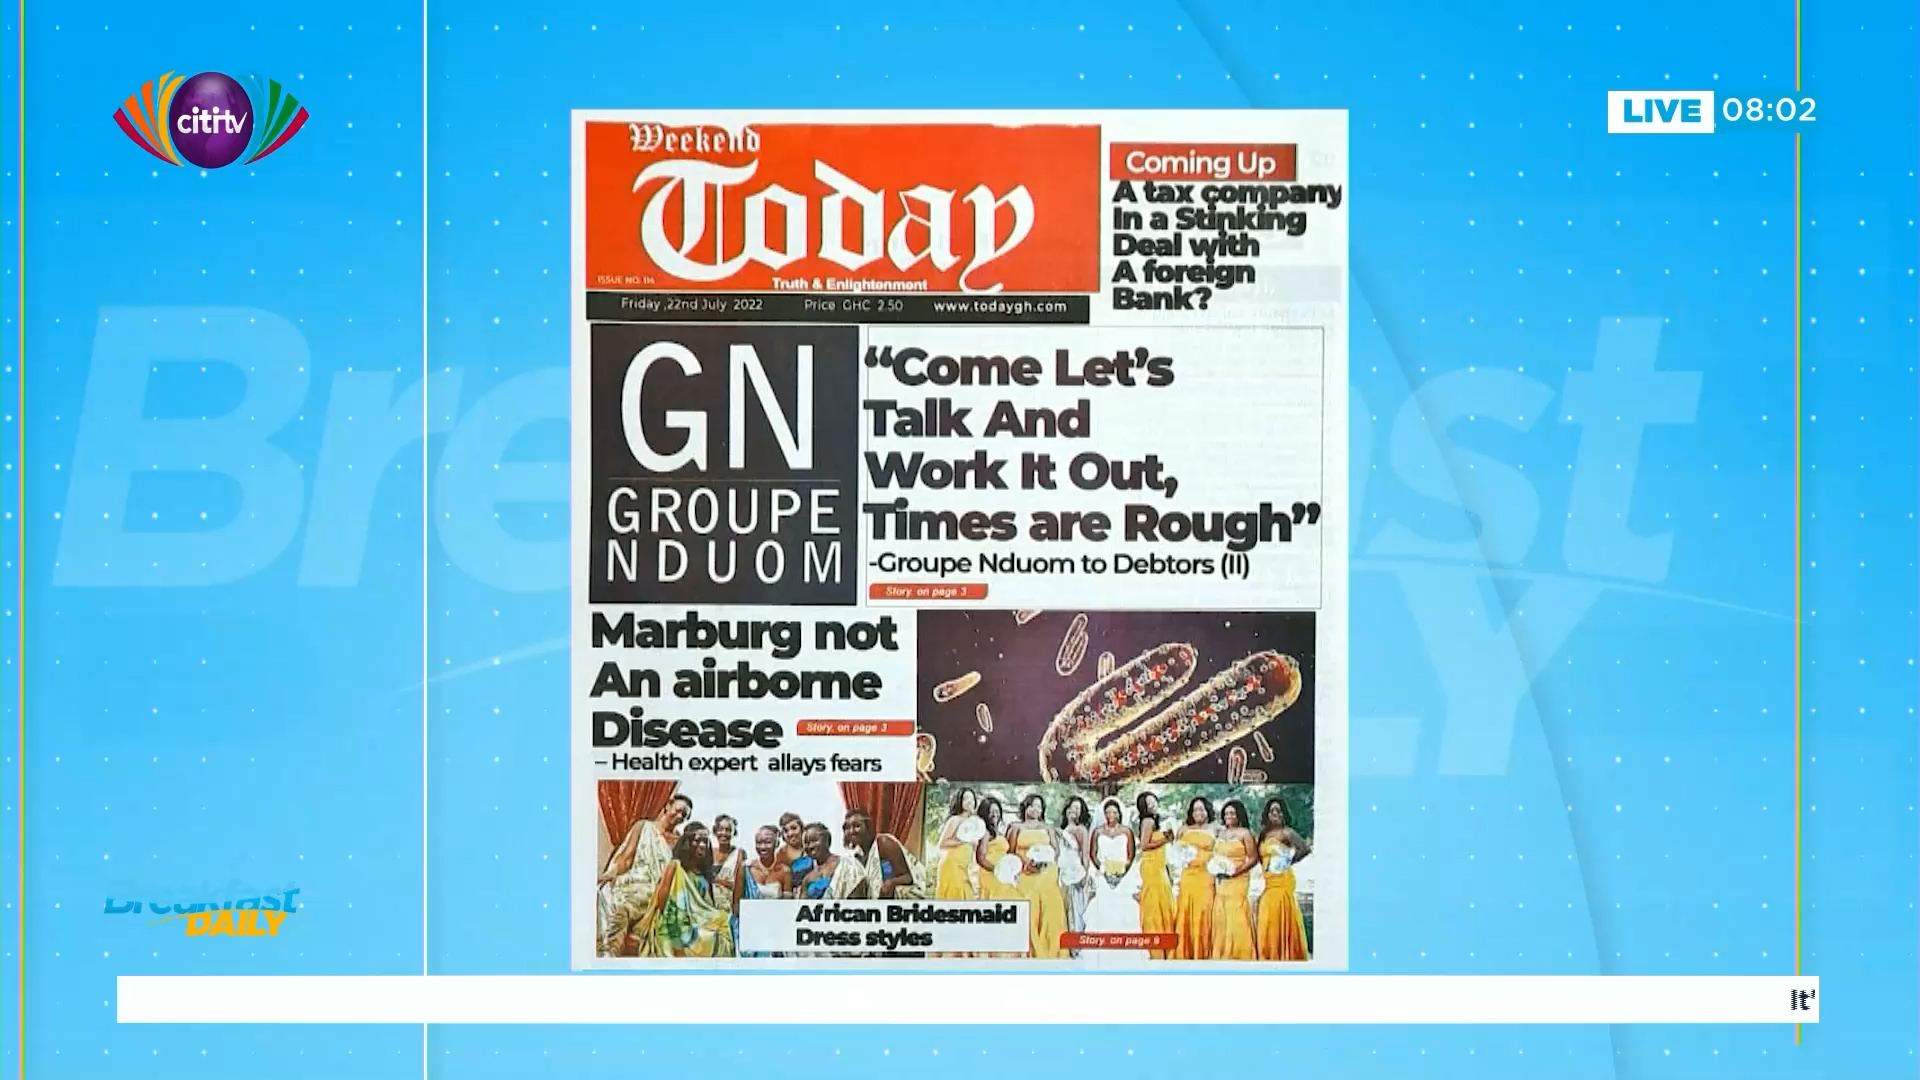 cititv
LIVE 08:02
Weekend
Today
ISSUE NO: 114
Truth & Enlightenment
Friday ,22nd July 2022 Price GHC 2.50 www.todaygh.com
Coming Up
A tax company
In a Stinking
Deal with
A foreign
Bank?
GN
GROUPE
NDUOM
“Come Let’s
Talk And
Work It Out,
Times are Rough”
-Groupe Nduom to Debtors (II)
Story. on page 3
Marburg not
An airborne
Disease
Story. on page 3
– Health expert allays fears
African Bridesmaid
Dress styles
Story. on page 9
Breakfast
DAILY
Breakfast
DAILY
It'